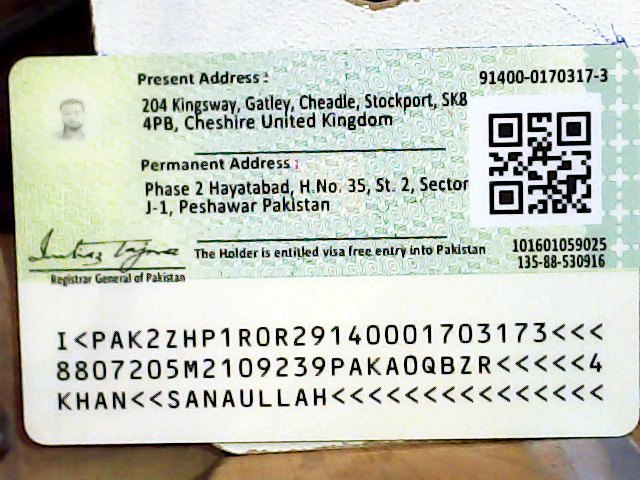 Present Address :
91400-0170317-3
204 Kingsway, Gatley, Cheadle, Stockport, SK8
4PB, Cheshire United Kingdom
Permanent Address :
Phase 2 Hayatabad, H.No. 35, St. 2, Sector
J-1, Peshawar Pakistan
The Holder is entitled visa free entry into Pakistan
101601059025
135-88-530916
Registrar General of Pakistan
I<PAK2ZHP1R0R29140001703173<<<
8807205M2109239PAKA0QBZR<<<<<4
KHAN<<SANAULLAH<<<<<<<<<<<<<<<